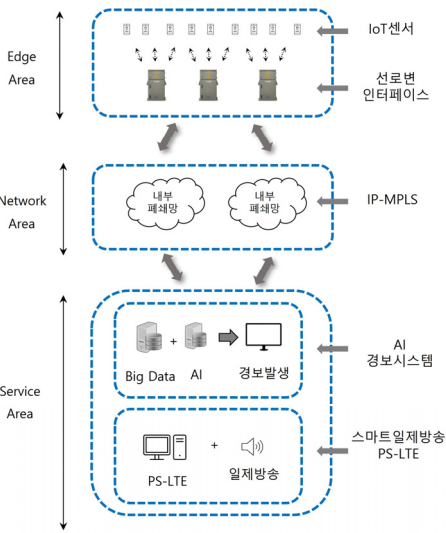 IoT센서
Edge
Area
선로변
인터페이스
Network
Area
내부
폐쇄망
내부
폐쇄망
IP-MPLS
Service
Area
Big Data
+
AI
경보발생
AI
경보시스템
PS-LTE
+
일제방송
스마트일제방송
PS-LTE